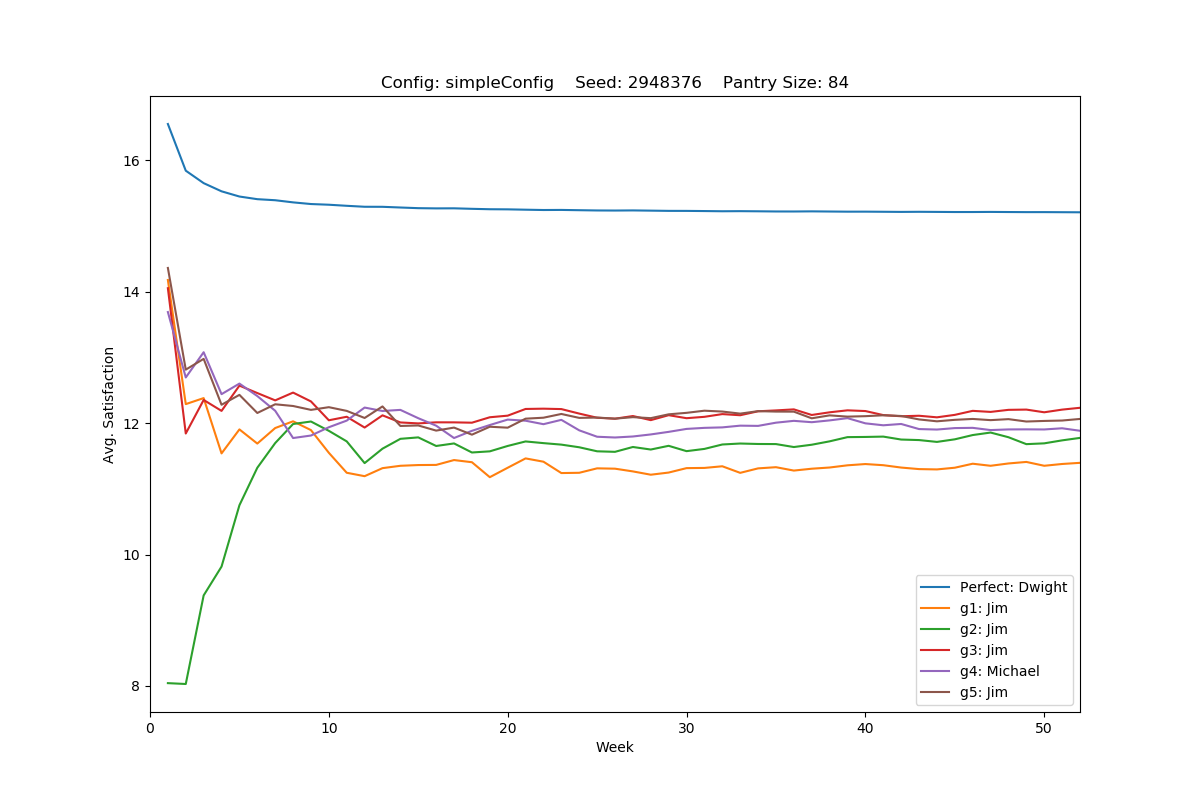 Config: simpleConfig    Seed: 2948376    Pantry Size: 84
16
14
12
10
8
Avg. Satisfaction
0
10
20
30
40
50
Week
Perfect: Dwight
g1: Jim
g2: Jim
g3: Jim
g4: Michael
g5: Jim